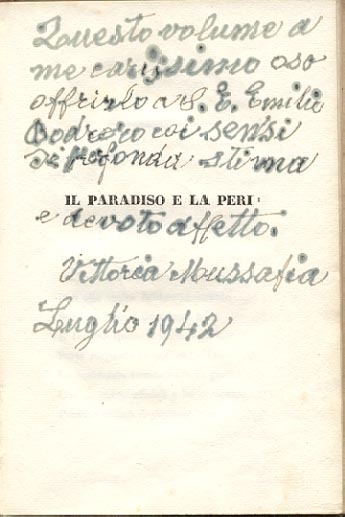 Questo volume a
me carissimo oso
offrirlo a S. E. Emilio
Bodrero coi sensi
di profonda stima
IL PARADISO E LA PERI
e devoto affetto.
Vittoria Mussafia
Luglio 1942